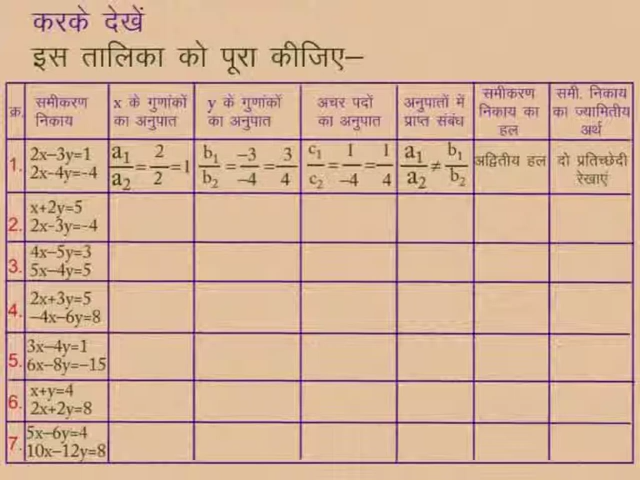 करके देखें
इस तालिका को पूरा कीजिए–
क्र. समीकरण निकाय x के गुणांकों का अनुपात y के गुणांकों का अनुपात अचर पदों का अनुपात अनुपातों में प्राप्त संबंध समीकरण निकाय का हल समी. निकाय का ज्यामितीय अर्थ
1. 2x–3y=1 2x-4y=-4 a₁/a₂=2/2=1 b₁/b₂=–3/–4=3/4 c₁/c₂=1/–4=1/4 a₁/a₂≠b₁/b₂ अद्वितीय हल दो प्रतिच्छेदी रेखाएं
2. x+2y=5
2x-3y=-4
3. 4x–5y=3
5x–4y=5
4. 2x+3y=5
–4x–6y=8
5. 3x–4y=1
6x–8y=–15
6. x+y=4
2x+2y=8
7. 5x–6y=4
10x–12y=8